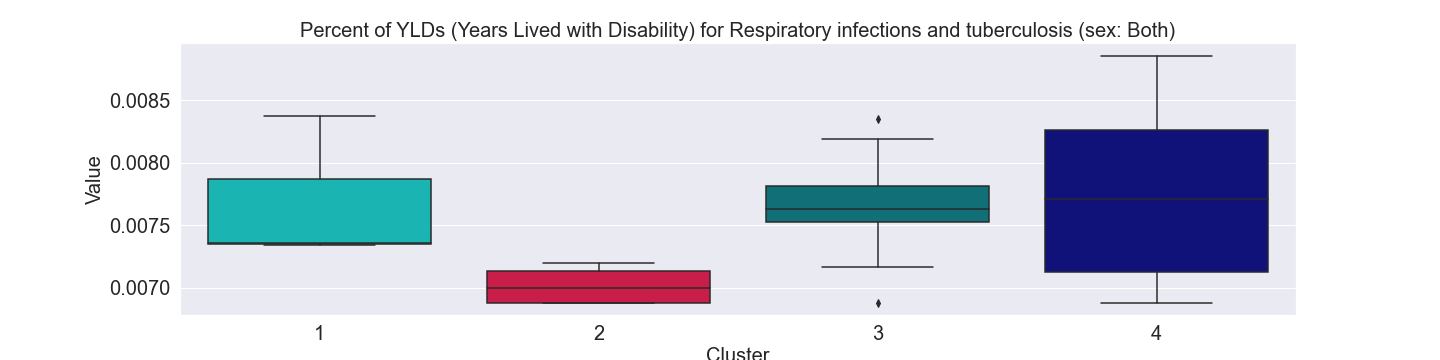 Percent of YLDs (Years Lived with Disability) for Respiratory infections and tuberculosis (sex: Both)
0.0085
0.0080
0.0075
0.0070
Value
1 2 3 4
Cluster